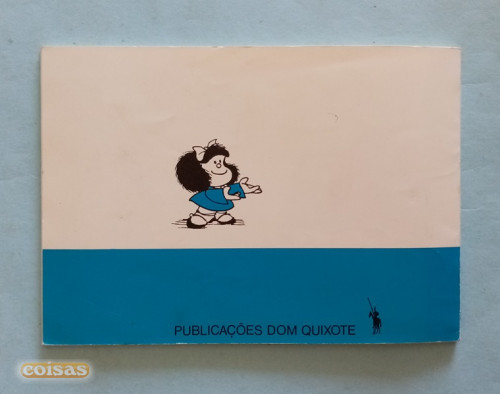 PUBLICAÇÕES DOM QUIXOTE
coisas